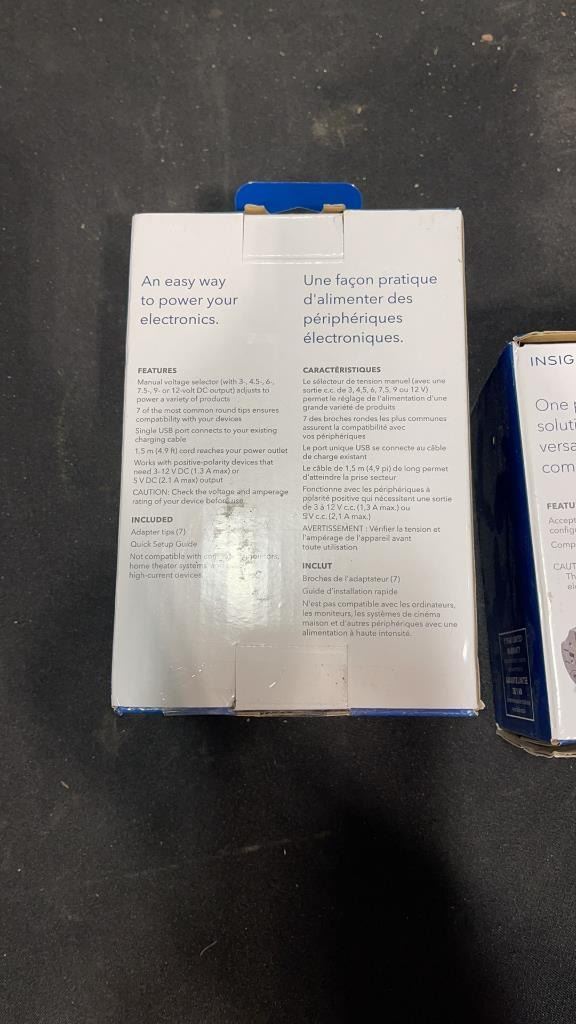 An easy way
to power your
electronics.
FEATURES
Manual voltage selector (with 3-, 4.5-, 6-,
7.5-, 9- or 12-volt DC output) adjusts to
power a variety of products
7 of the most common round tips ensures
compatibility with your devices
Single USB port connects to your existing
charging cable
1.5 m (4.9 ft) cord reaches your power outlet
Works with positive-polarity devices that
need 3-12 V DC (1.3 A max) or
5 V DC (2.1 A max) output
CAUTION: Check the voltage and amperage
rating of your device before use
INCLUDED
Adapter tips (7)
Quick Setup Guide
Not compatible with
home theater systems
high-current devices
Une façon pratique
d'alimenter des
périphériques
électroniques.
CARACTÉRISTIQUES
Le sélecteur de tension manuel (avec une
sortie c.c. de 3, 4,5, 6, 7,5, 9 ou 12 V)
permet le réglage de l'alimentation d'une
grande variété de produits
7 des broches rondes les plus communes
assurent la compatibilité avec
vos périphériques
Le port unique USB se connecte au câble
de charge existant
Le câble de 1,5 m (4,9 pi) de long permet
d'atteindre la prise secteur
Fonctionne avec les périphériques à
polarité positive qui nécessitent une sortie
de 3 à 12 V c.c. (1,3 A max.) ou
5 V c.c. (2,1 A max.)
AVERTISSEMENT : Vérifier la tension et
l'ampérage de l'appareil avant
toute utilisation
INCLUT
Broches de l'adaptateur (7)
Guide d'installation rapide
N'est pas compatible avec les ordinateurs,
les moniteurs, les systèmes de cinéma
maison et d'autres périphériques avec une
alimentation à haute intensité.
INSIG
One p
soluti
versa
com
FEATU
Accept
config
Comp
CAUT
Th
ele